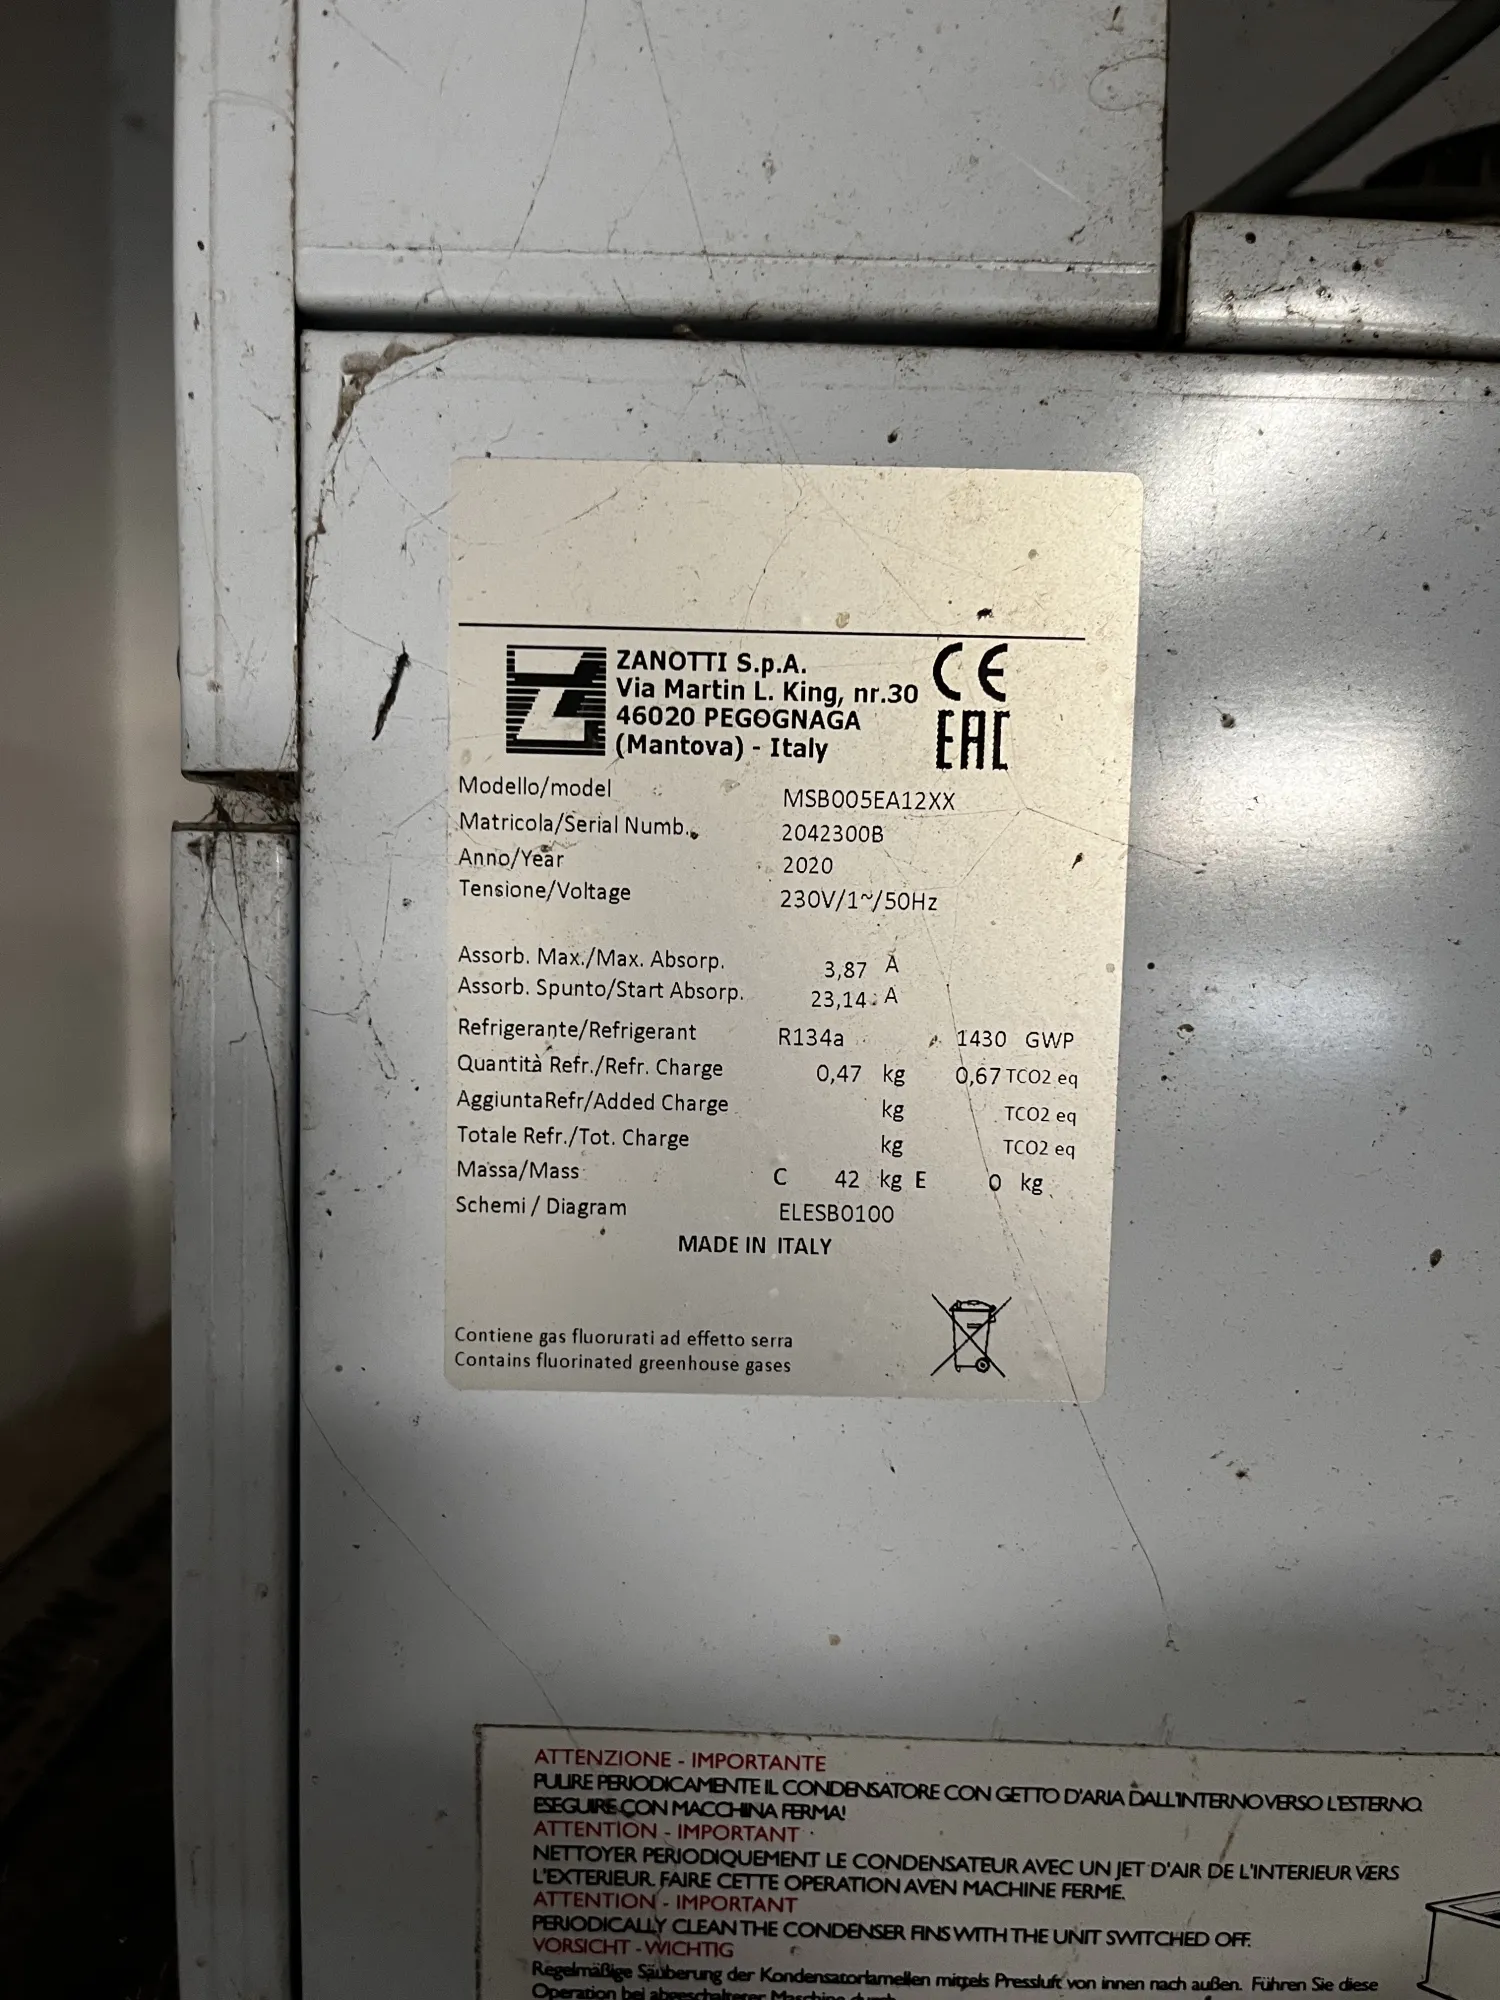 ZANOTTI S.p.A.
Via Martin L. King, nr.30
46020 PEGOGNAGA
(Mantova) - Italy
CE
EAC
Modello/model MSB005EA12XX
Matricola/Serial Numb. 2042300B
Anno/Year 2020
Tensione/Voltage 230V/1~/50Hz
Assorb. Max./Max. Absorp. 3,87 A
Assorb. Spunto/Start Absorp. 23,14 A
Refrigerante/Refrigerant R134a 1430 GWP
Quantità Refr./Refr. Charge 0,47 kg 0,67 TCO2 eq
AggiuntaRefr/Added Charge kg TCO2 eq
Totale Refr./Tot. Charge kg TCO2 eq
Massa/Mass C 42 kg E 0 kg
Schemi / Diagram ELESB0100
MADE IN ITALY
Contiene gas fluorurati ad effetto serra
Contains fluorinated greenhouse gases
ATTENZIONE - IMPORTANTE
PULIRE PERIODICAMENTE IL CONDENSATORE CON GETTO D'ARIA DALL'INTERNO VERSO L'ESTERNO.
ESEGUIRE CON MACCHINA FERMA!
ATTENTION - IMPORTANT
NETTOYER PERIODIQUEMENT LE CONDENSATEUR AVEC UN JET D'AIR DE L'INTERIEUR VERS
L'EXTERIEUR. FAIRE CETTE OPERATION AVEN MACHINE FERME.
ATTENTION - IMPORTANT
PERIODICALLY CLEAN THE CONDENSER FINS WITH THE UNIT SWITCHED OFF.
VORSICHT - WICHTIG
Regelmäßige Säuberung der Kondensatorlamellen mittels Pressluft von innen nach außen. Führen Sie diese
Operation bei abgeschalteter Maschine durch